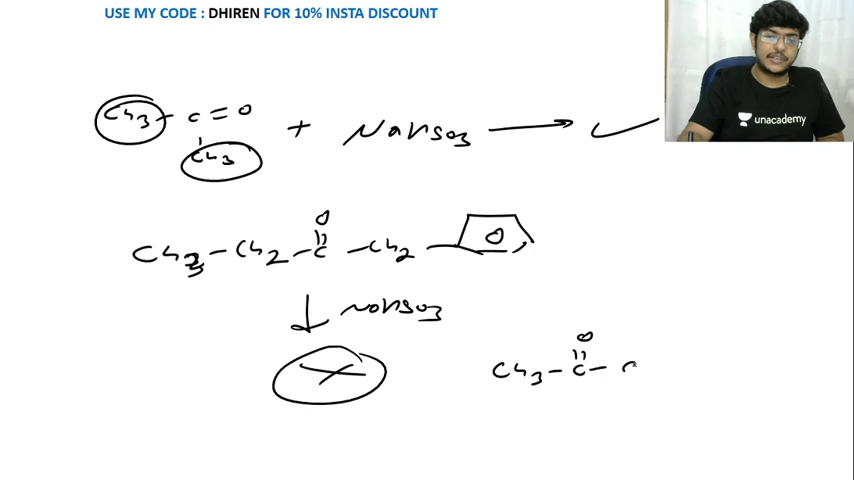 USE MY CODE : DHIREN FOR 10% INSTA DISCOUNT
unacademy
CH3 - C = O + NaHSO3
CH3
O
CH3 - CH2 - C - CH2 - O
NaHSO3
O
CH3 - C - C